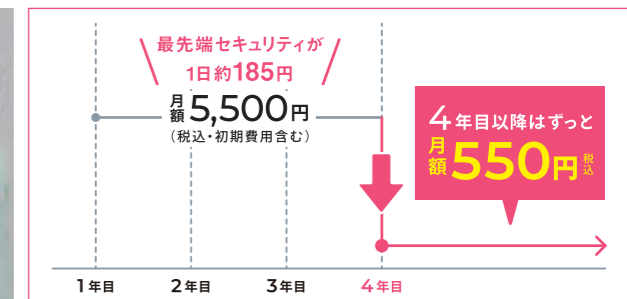 最先端セキュリティが
1日約185円
月額5,500円
（税込・初期費用含む）
4年目以降はずっと
月額550円税込
1年目 2年目 3年目 4年目